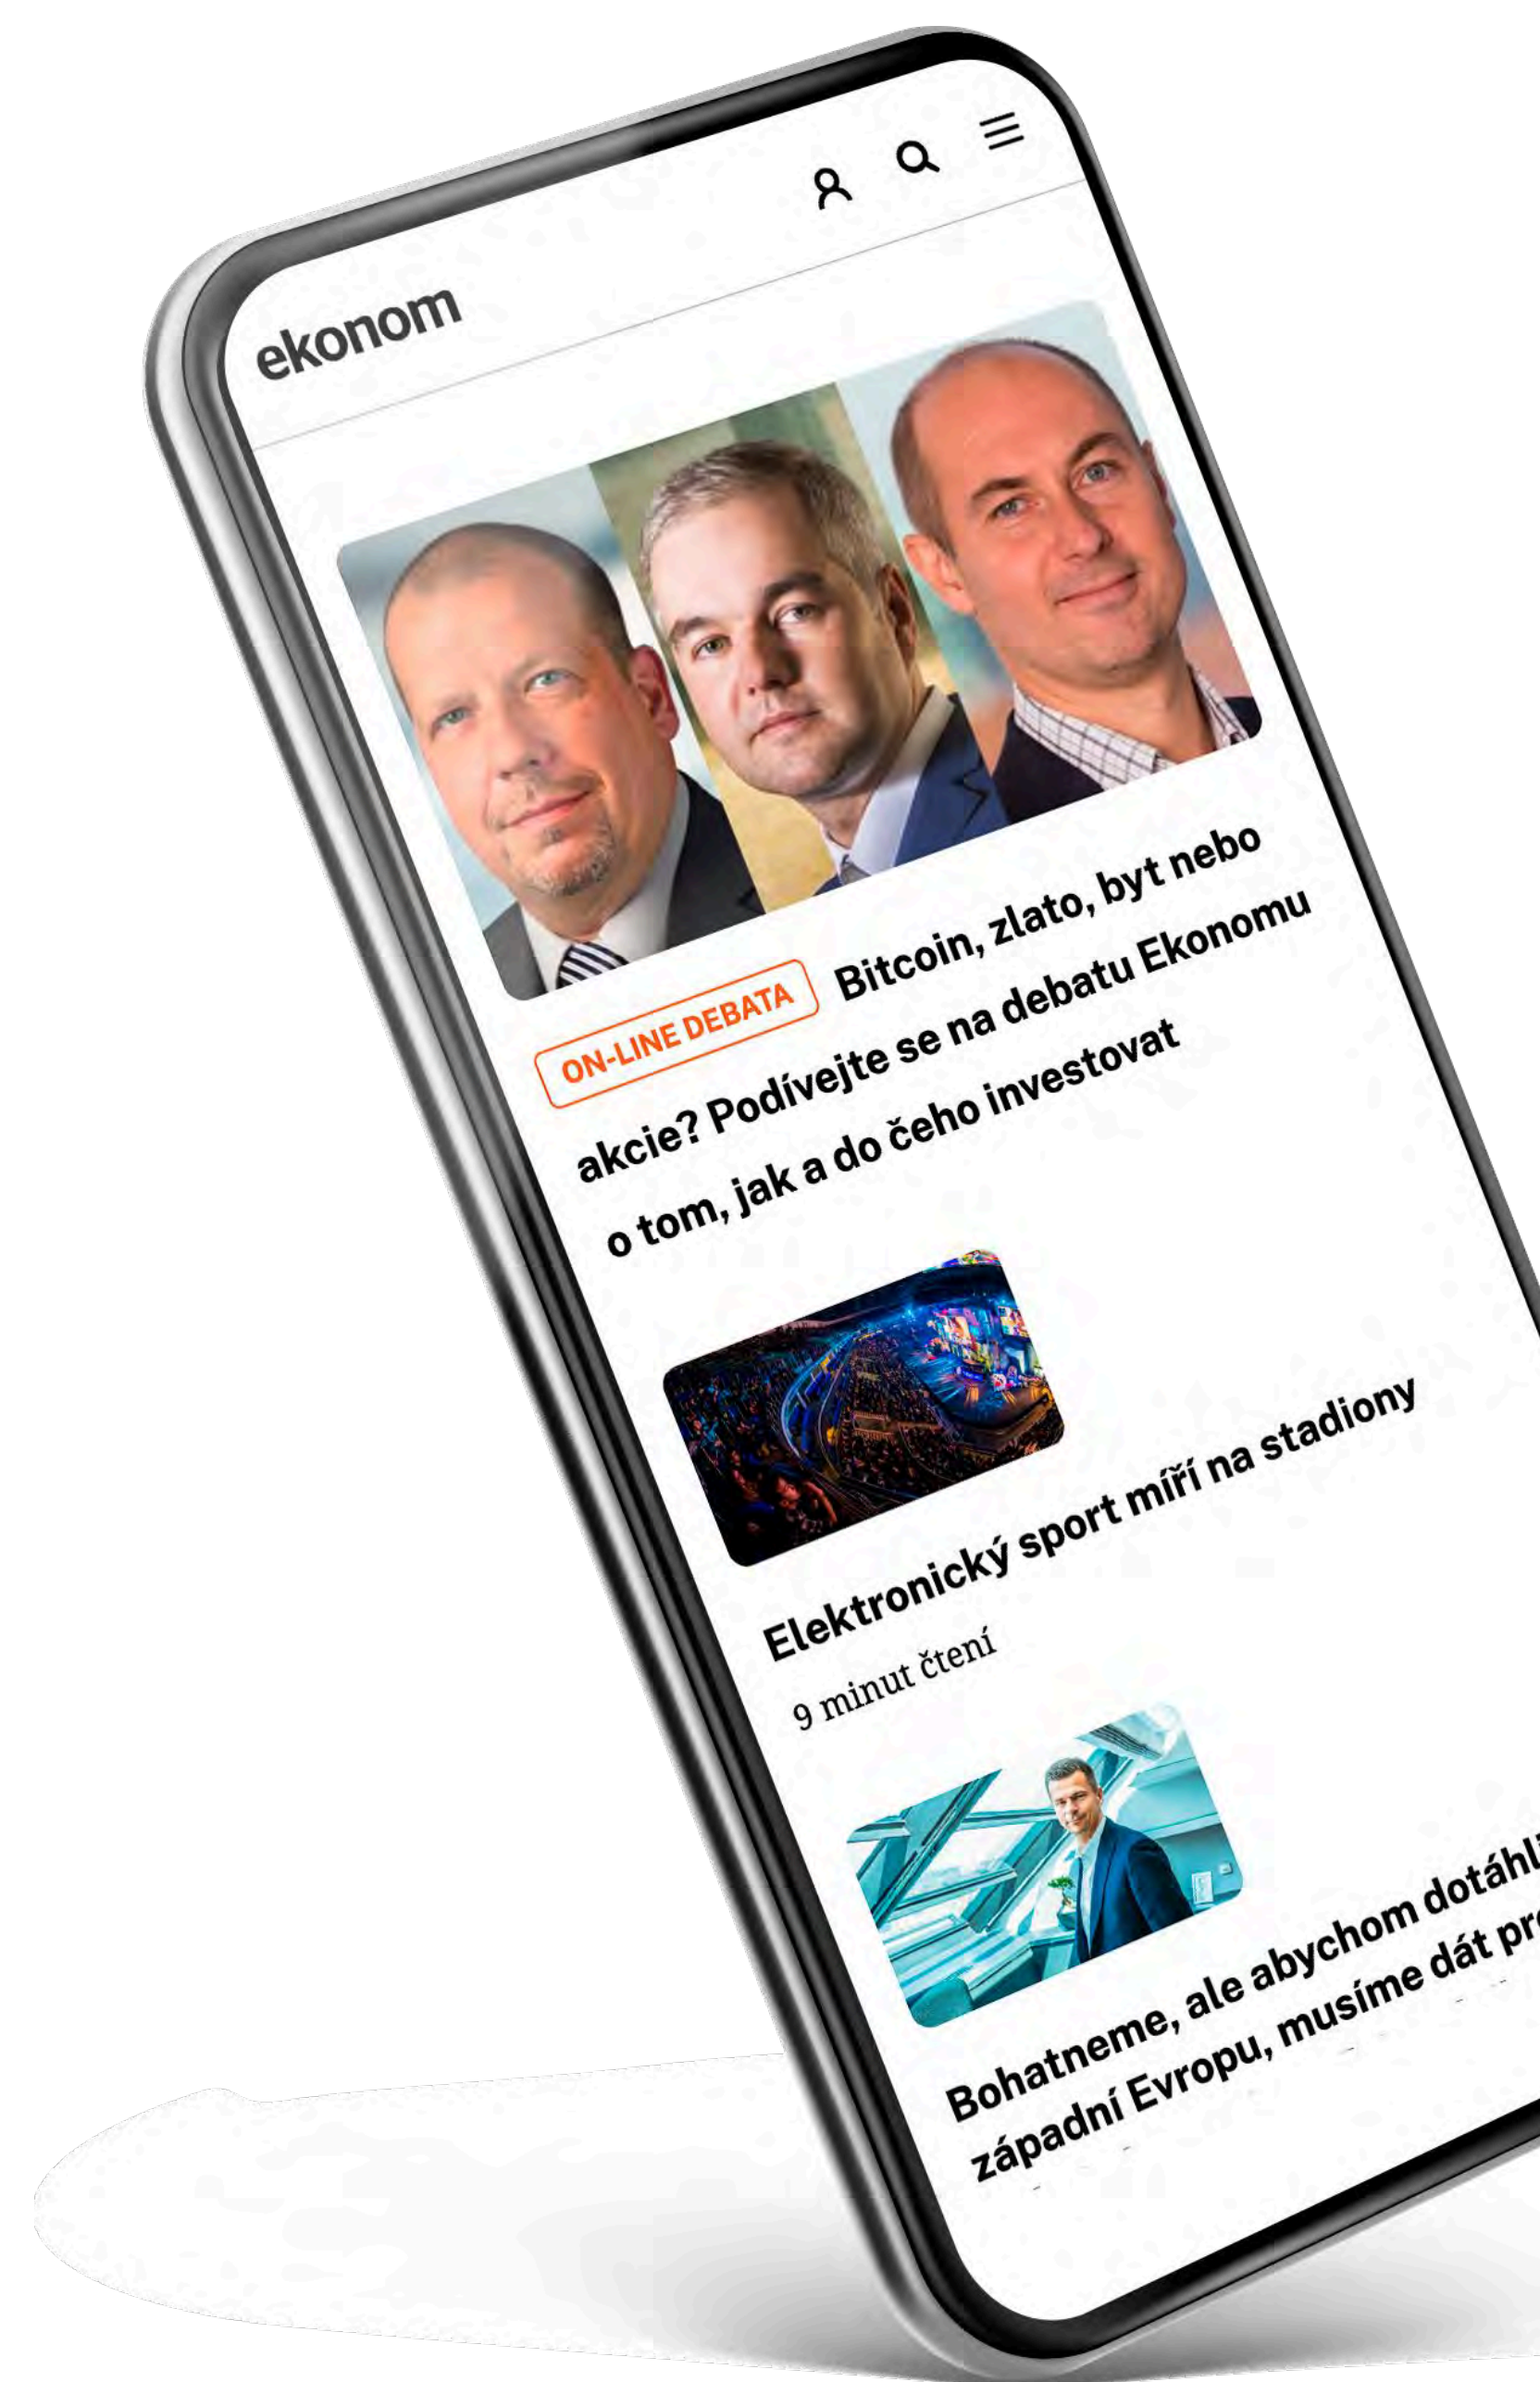 ekonom
ON-LINE DEBATA Bitcoin, zlato, byt nebo
akcie? Podívejte se na debatu Ekonomu
o tom, jak a do čeho investovat
Elektronický sport míří na stadiony
9 minut čtení
Bohatneme, ale abychom dotáhli
západní Evropu, musíme dát